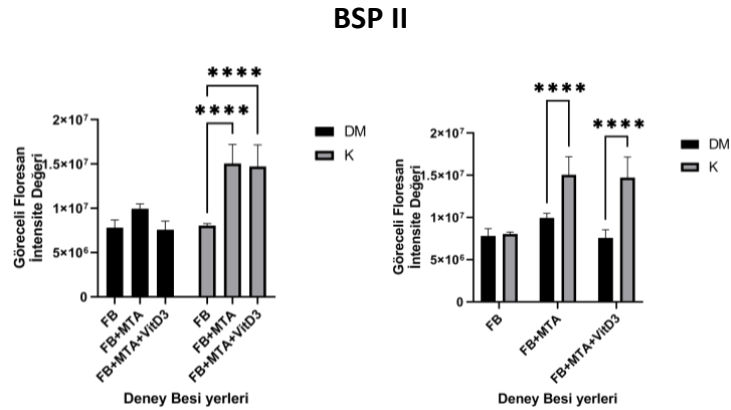 BSP II
****
****
2×10⁷
1.5×10⁷
1×10⁷
5×10⁶
0
Göreceli Floresan
İntensite Değeri
FB
FB+MTA
FB+MTA+VitD3
FB
FB+MTA
FB+MTA+VitD3
Deney Besi yerleri
DM
K
****
****
2×10⁷
1.5×10⁷
1×10⁷
5×10⁶
0
Göreceli Floresan
İntensite Değeri
FB
FB+MTA
FB+MTA+VitD3
Deney Besi yerleri
DM
K